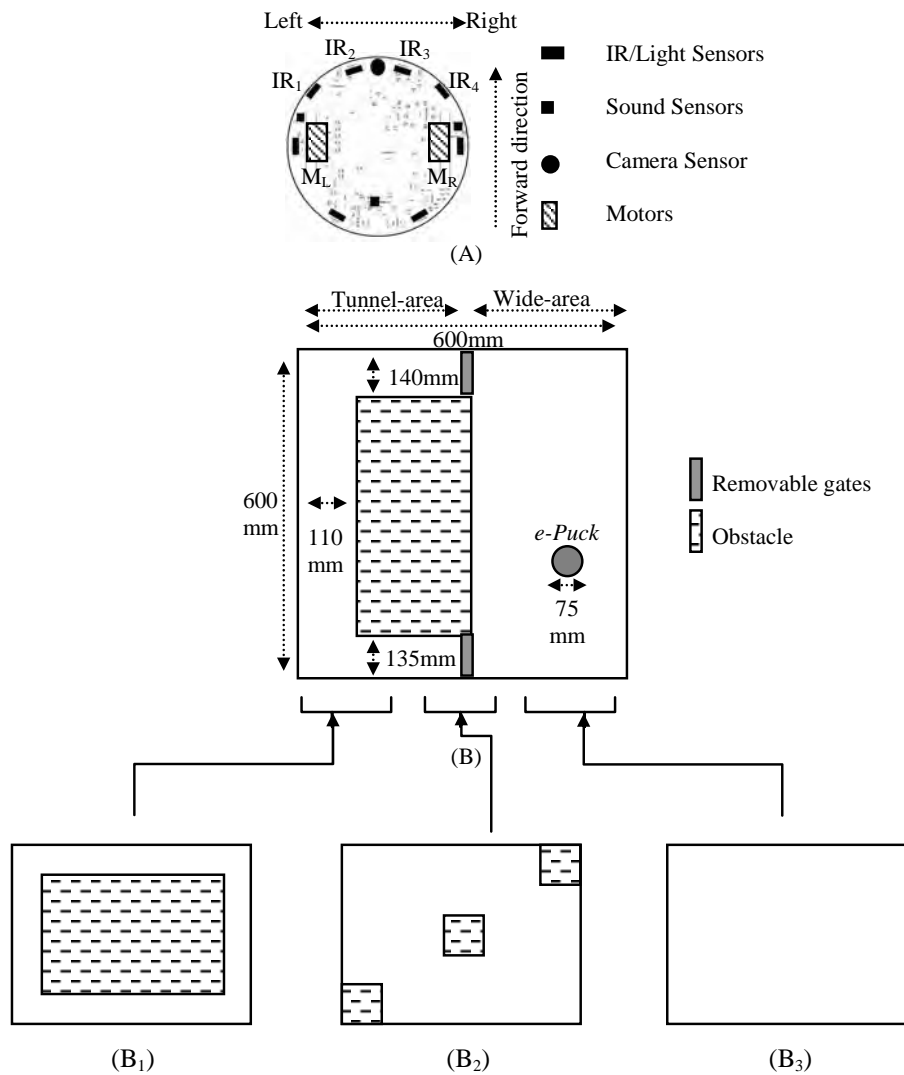 Left
Right
IR2
IR3
IR1
IR4
ML
MR
Forward direction
IR/Light Sensors
Sound Sensors
Camera Sensor
Motors
(A)
Tunnel-area
Wide-area
600mm
140mm
600
mm
110
mm
e-Puck
75
mm
135mm
Removable gates
Obstacle
(B)
(B1)
(B2)
(B3)